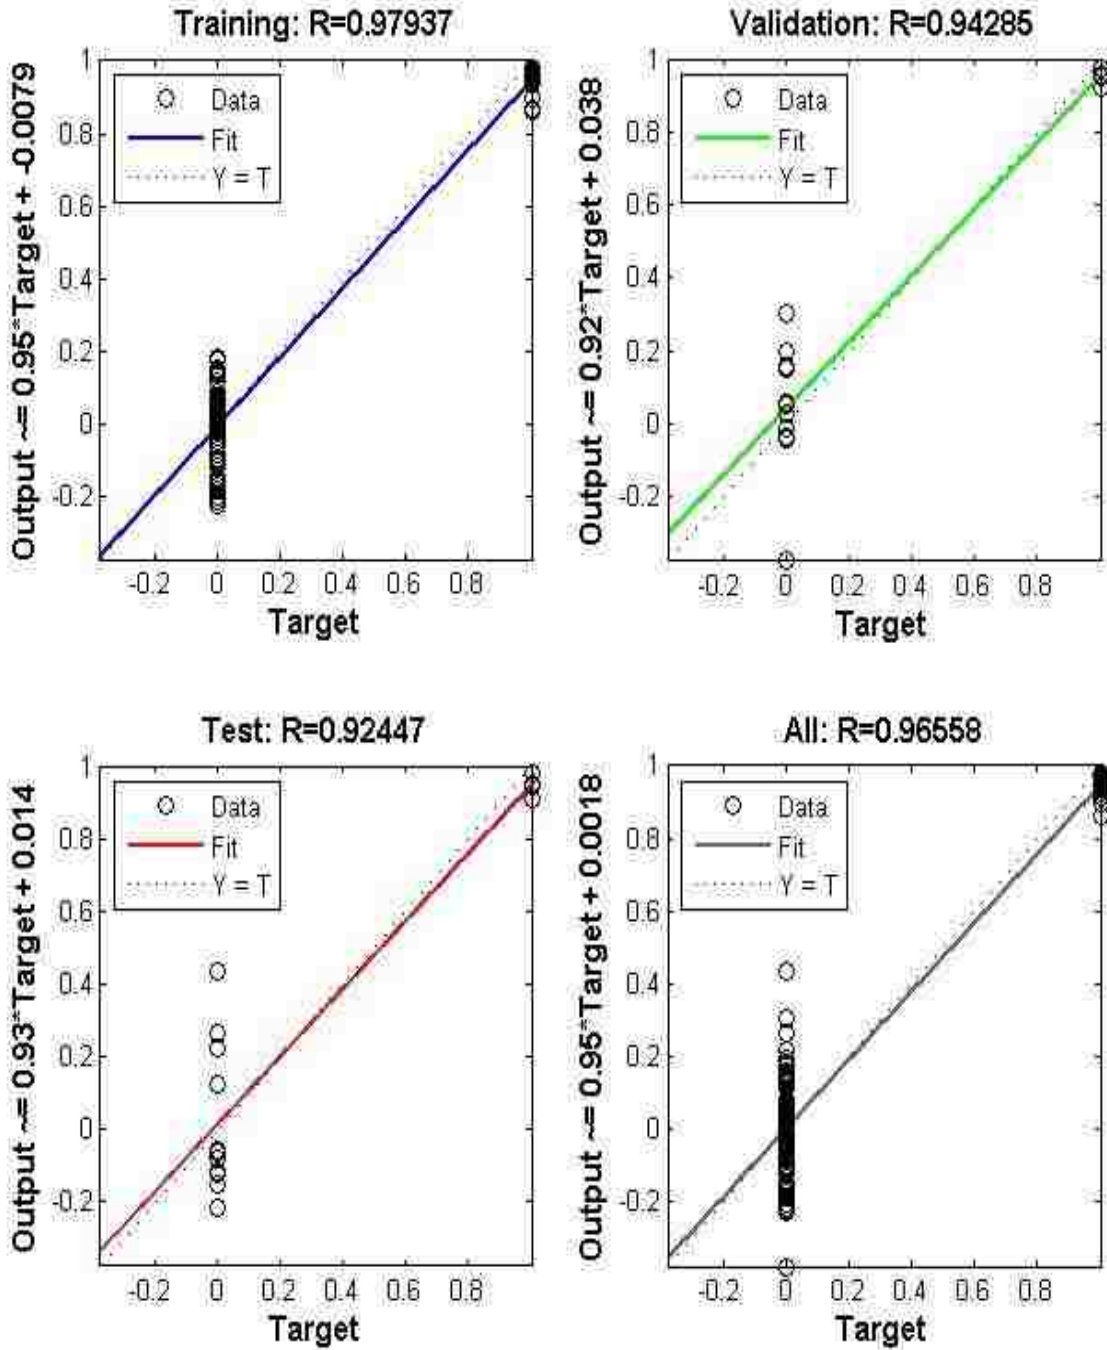 Training: R=0.97937
Output ~= 0.95*Target + -0.0079
1
0.8
0.6
0.4
0.2
0
-0.2
Data
Fit
Y = T
-0.2 0 0.2 0.4 0.6 0.8
Target
Validation: R=0.94285
Output ~= 0.92*Target + 0.038
1
0.8
0.6
0.4
0.2
0
-0.2
Data
Fit
Y = T
-0.2 0 0.2 0.4 0.6 0.8
Target
Test: R=0.92447
Output ~= 0.93*Target + 0.014
1
0.8
0.6
0.4
0.2
0
-0.2
Data
Fit
Y = T
-0.2 0 0.2 0.4 0.6 0.8
Target
All: R=0.96558
Output ~= 0.95*Target + 0.0018
1
0.8
0.6
0.4
0.2
0
-0.2
Data
Fit
Y = T
-0.2 0 0.2 0.4 0.6 0.8
Target